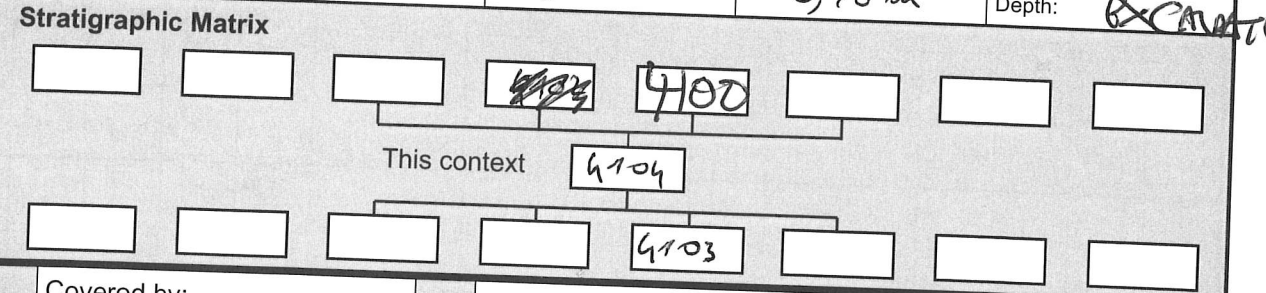 Depth:
Stratigraphic Matrix
4100
This context 4104
4103
Covered by: